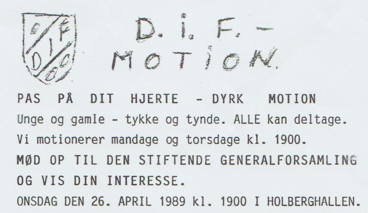 D.i.F.-
MOTiON.
PAS PÅ DIT HJERTE - DYRK MOTION
Unge og gamle - tykke og tynde. ALLE kan deltage.
Vi motionerer mandage og torsdage kl. 1900.
MØD OP TIL DEN STIFTENDE GENERALFORSAMLING
OG VIS DIN INTERESSE.
ONSDAG DEN 26. APRIL 1989 kl. 1900 I HOLBERGHALLEN.